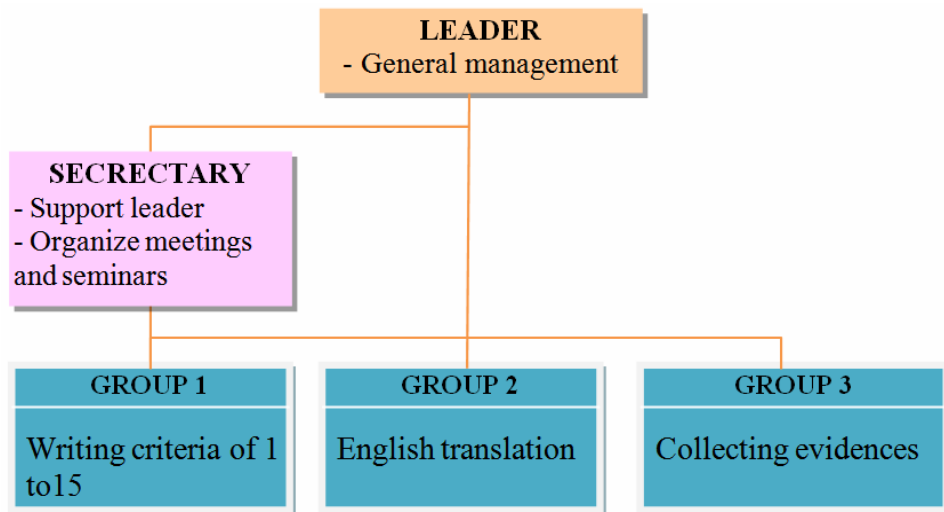 LEADER
- General management
SECRECTARY
- Support leader
- Organize meetings
and seminars
GROUP 1
Writing criteria of 1
to15
GROUP 2
English translation
GROUP 3
Collecting evidences